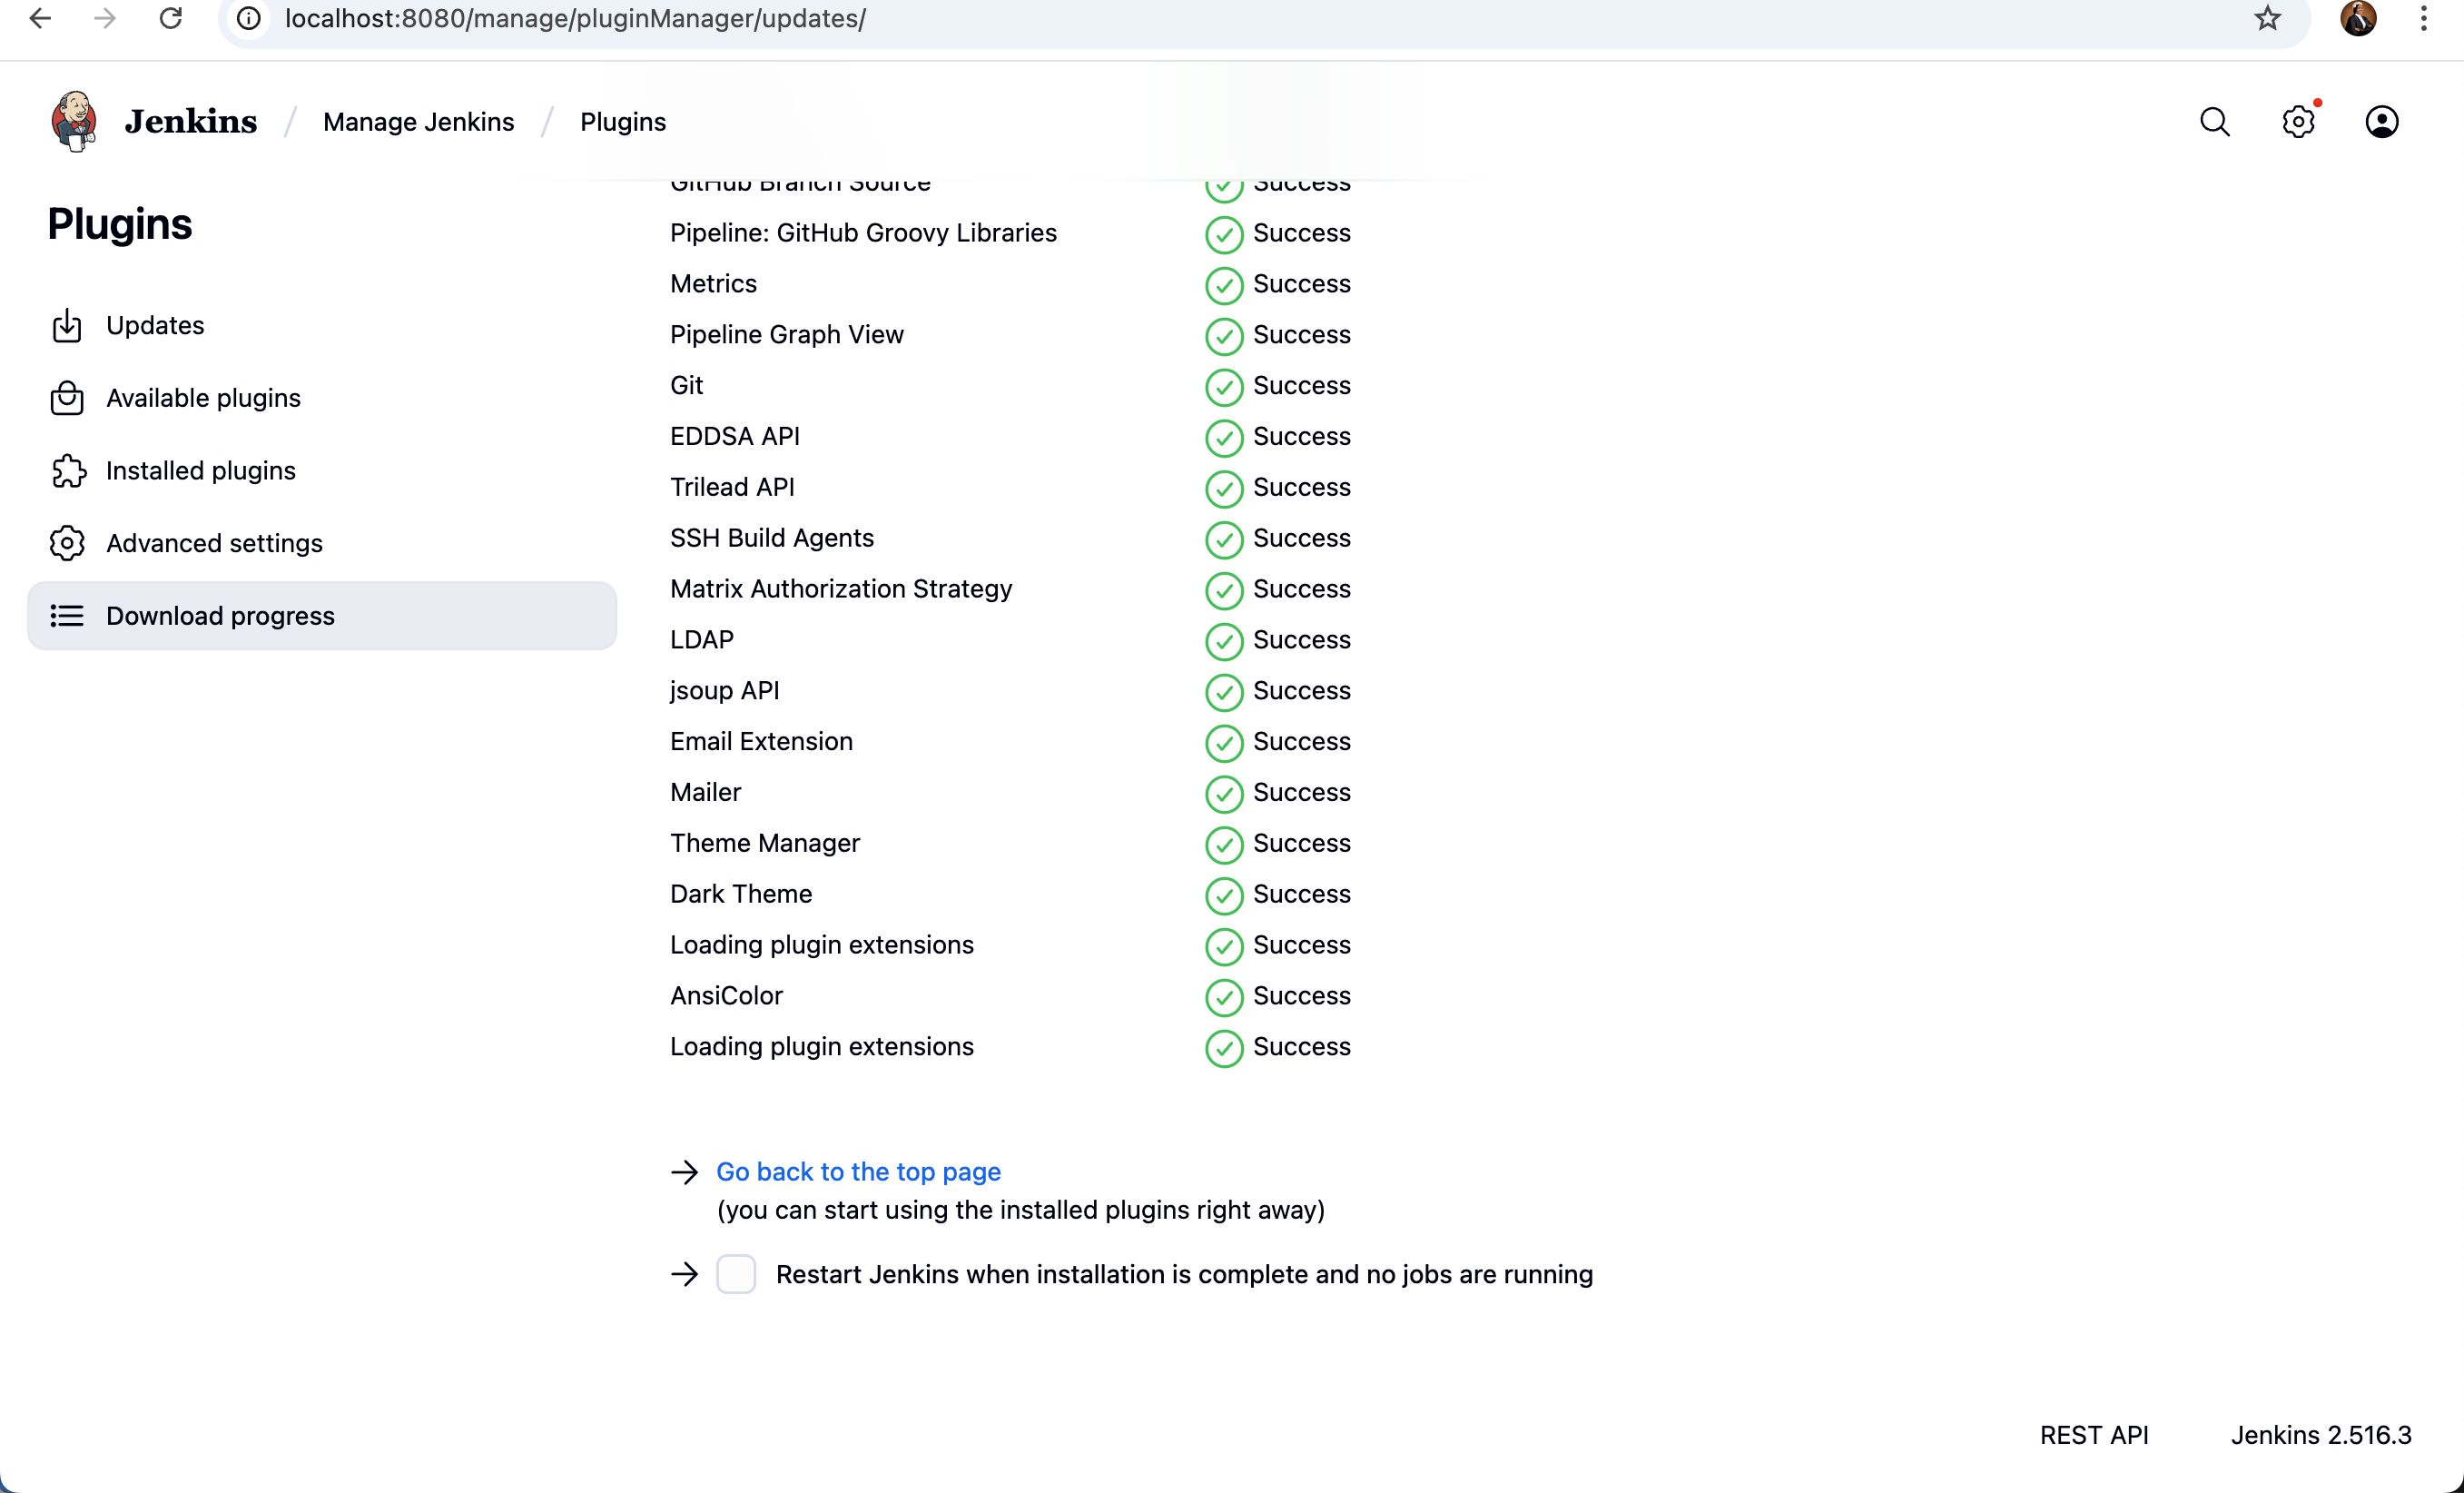 localhost:8080/manage/pluginManager/updates/
Jenkins / Manage Jenkins / Plugins
Plugins
Updates
Available plugins
Installed plugins
Advanced settings
Download progress
GitHub Branch Source Success
Pipeline: GitHub Groovy Libraries Success
Metrics Success
Pipeline Graph View Success
Git Success
EDDSA API Success
Trilead API Success
SSH Build Agents Success
Matrix Authorization Strategy Success
LDAP Success
jsoup API Success
Email Extension Success
Mailer Success
Theme Manager Success
Dark Theme Success
Loading plugin extensions Success
AnsiColor Success
Loading plugin extensions Success
Go back to the top page
(you can start using the installed plugins right away)
Restart Jenkins when installation is complete and no jobs are running
REST API Jenkins 2.516.3